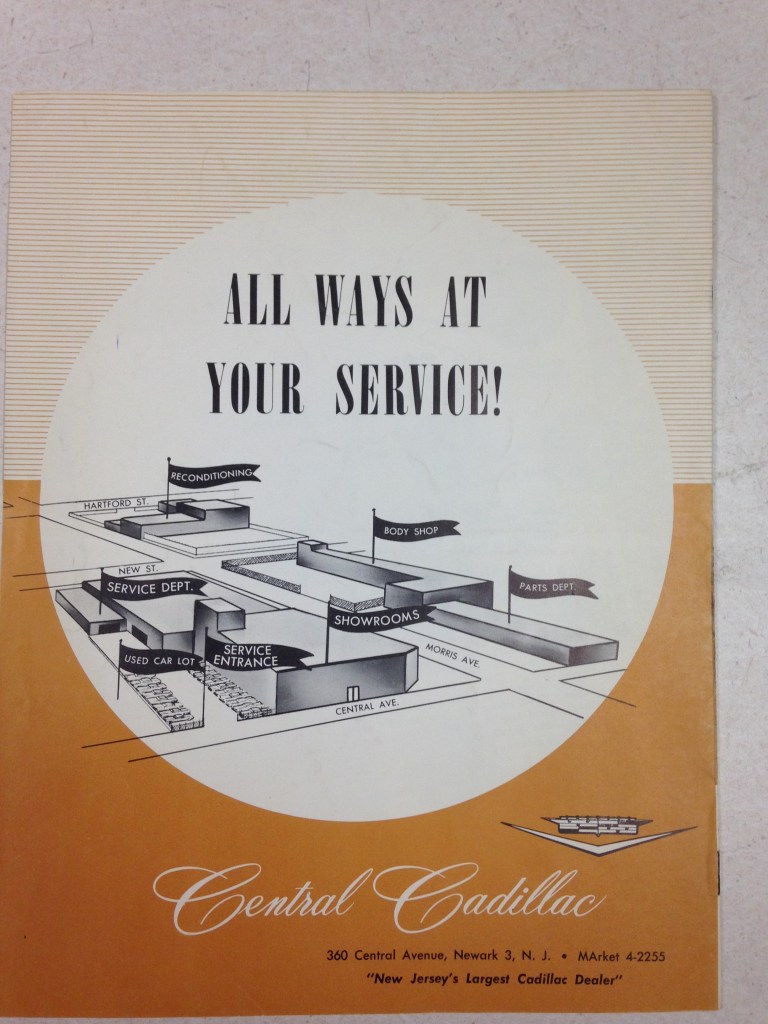 ALL WAYS AT
YOUR SERVICE!
RECONDITIONING
HARTFORD ST.
BODY SHOP
NEW ST.
SERVICE DEPT.
PARTS DEPT.
SHOWROOMS
USED CAR LOT
SERVICE
ENTRANCE
MORRIS AVE.
CENTRAL AVE.
Central Cadillac
360 Central Avenue, Newark 3, N. J. • MArket 4-2255
"New Jersey's Largest Cadillac Dealer"